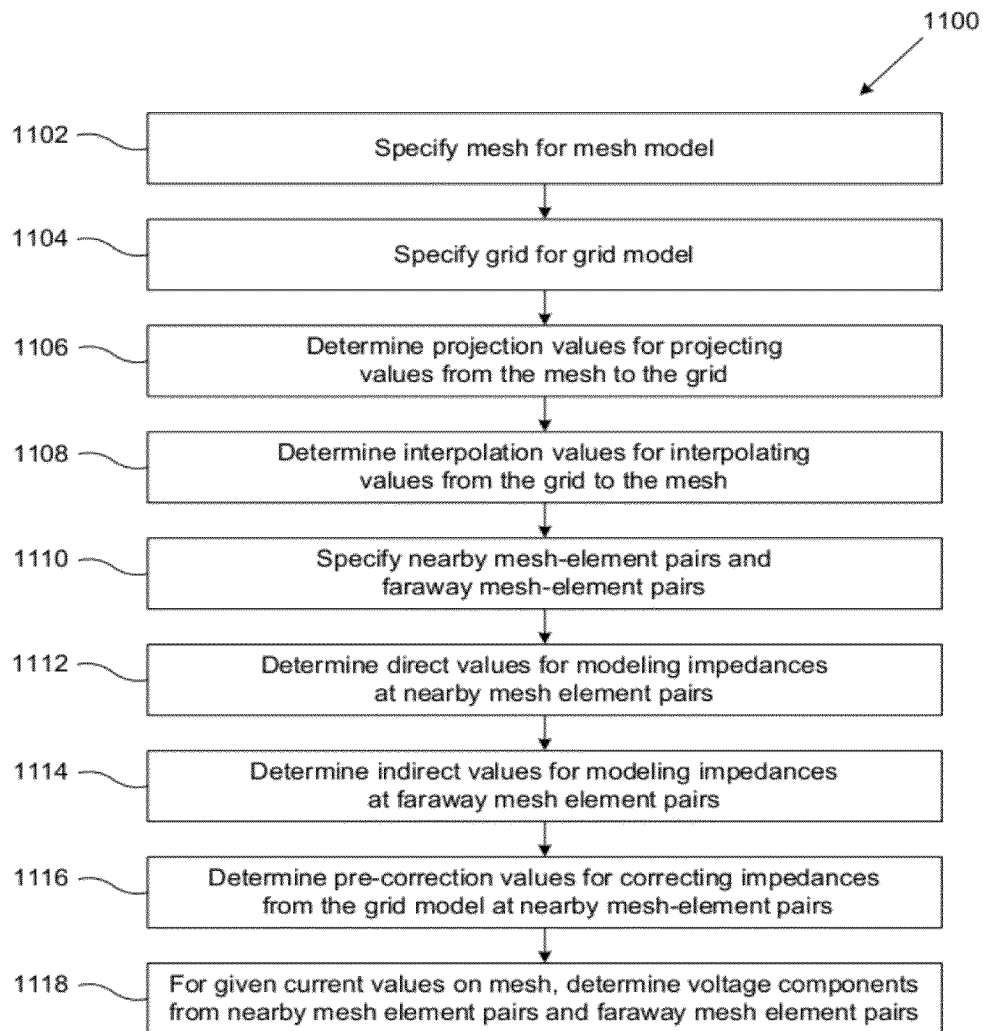 1100
1102
Specify mesh for mesh model
1104
Specify grid for grid model
1106
Determine projection values for projecting
values from the mesh to the grid
1108
Determine interpolation values for interpolating
values from the grid to the mesh
1110
Specify nearby mesh-element pairs and
faraway mesh-element pairs
1112
Determine direct values for modeling impedances
at nearby mesh element pairs
1114
Determine indirect values for modeling impedances
at faraway mesh element pairs
1116
Determine pre-correction values for correcting impedances
from the grid model at nearby mesh-element pairs
1118
For given current values on mesh, determine voltage components
from nearby mesh element pairs and faraway mesh element pairs